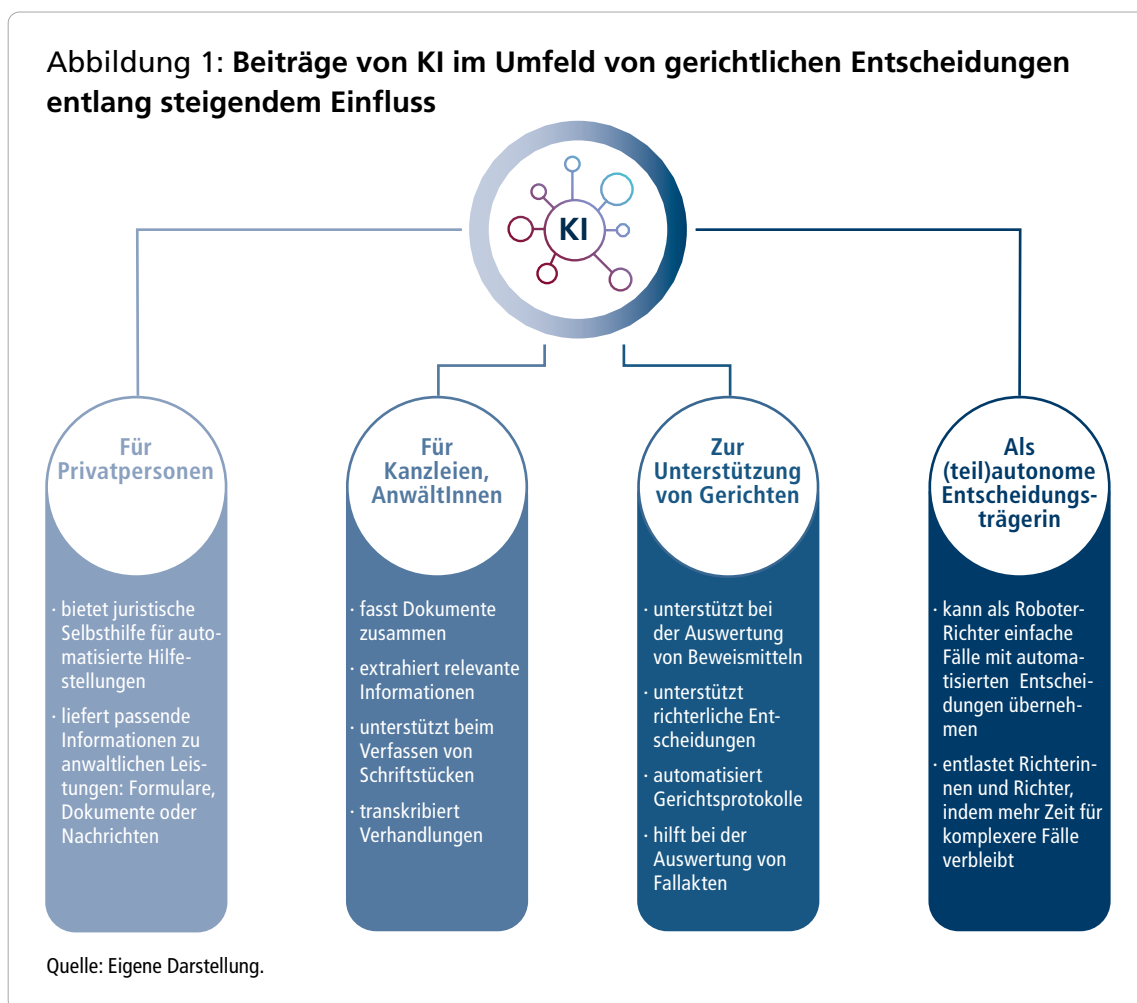 Abbildung 1: Beiträge von KI im Umfeld von gerichtlichen Entscheidungen
entlang steigendem Einfluss
KI
Für
Privatpersonen
· bietet juristische
Selbsthilfe für auto-
matisierte Hilfe-
stellungen
· liefert passende
Informationen zu
anwaltlichen Leis-
tungen: Formulare,
Dokumente oder
Nachrichten
Für
Kanzleien,
AnwältInnen
· fasst Dokumente
zusammen
· extrahiert relevante
Informationen
· unterstützt beim
Verfassen von
Schriftstücken
· transkribiert
Verhandlungen
Zur
Unterstützung
von Gerichten
· unterstützt bei
der Auswertung
von Beweismitteln
· unterstützt
richterliche Ent-
scheidungen
· automatisiert
Gerichtsprotokolle
· hilft bei der
Auswertung von
Fallakten
Als
(teil)autonome
Entscheidungs-
trägerin
· kann als Roboter-
Richter einfache
Fälle mit automa-
tisierten Entschei-
dungen überneh-
men
· entlastet Richterin-
nen und Richter,
indem mehr Zeit für
komplexere Fälle
verbleibt
Quelle: Eigene Darstellung.